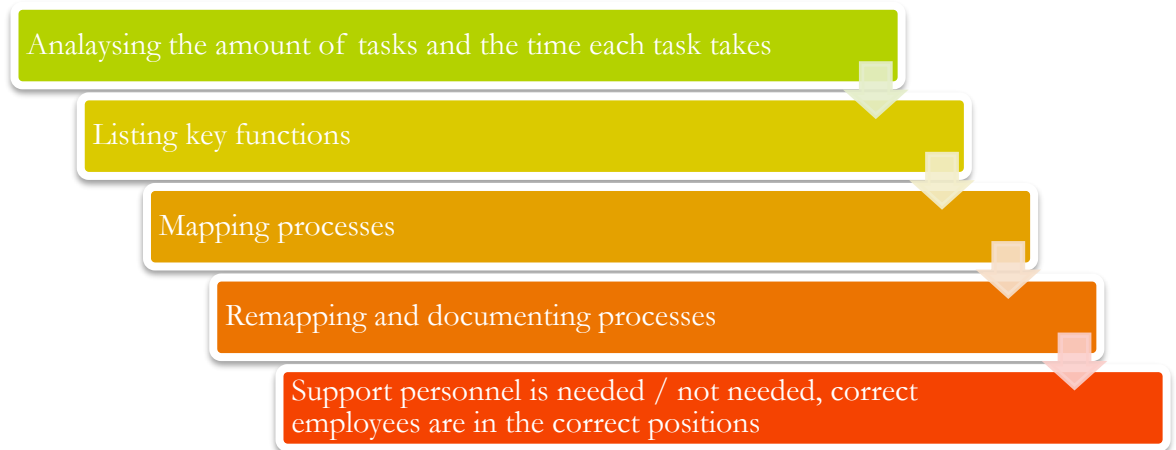 Analaysing the amount of tasks and the time each task takes
Listing key functions
Mapping processes
Remapping and documenting processes
Support personnel is needed / not needed, correct
employees are in the correct positions